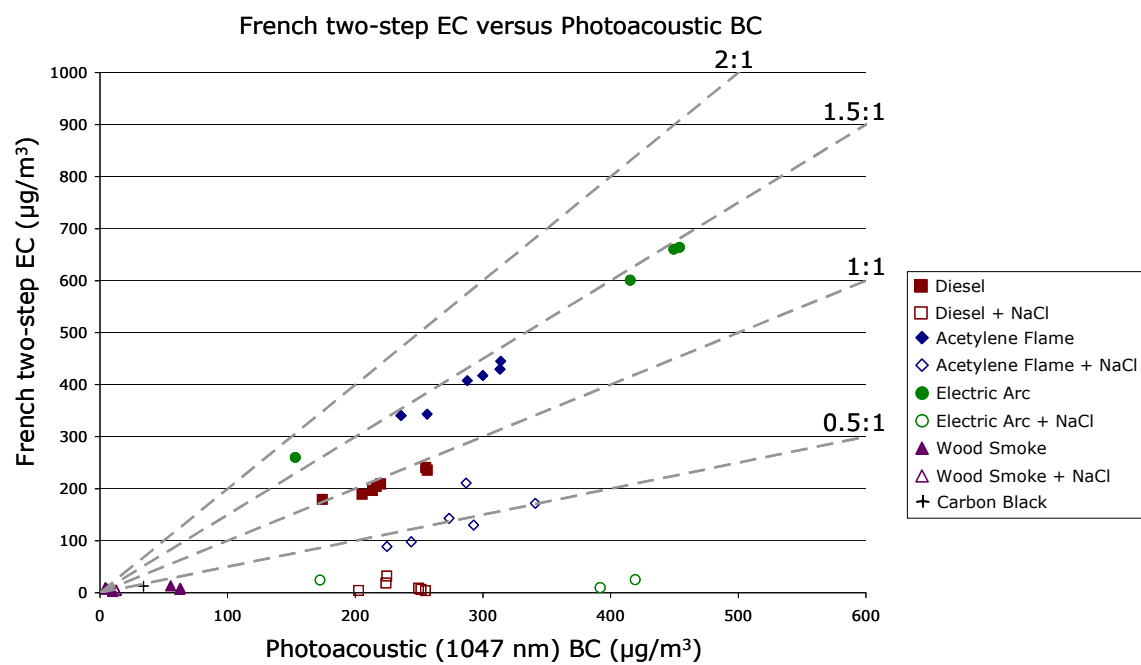 French two-step EC versus Photoacoustic BC
2:1
1.5:1
1:1
0.5:1
French two-step EC (µg/m³)
1000
900
800
700
600
500
400
300
200
100
0
0 100 200 300 400 500 600
Photoacoustic (1047 nm) BC (µg/m³)
Diesel
Diesel + NaCl
Acetylene Flame
Acetylene Flame + NaCl
Electric Arc
Electric Arc + NaCl
Wood Smoke
Wood Smoke + NaCl
Carbon Black